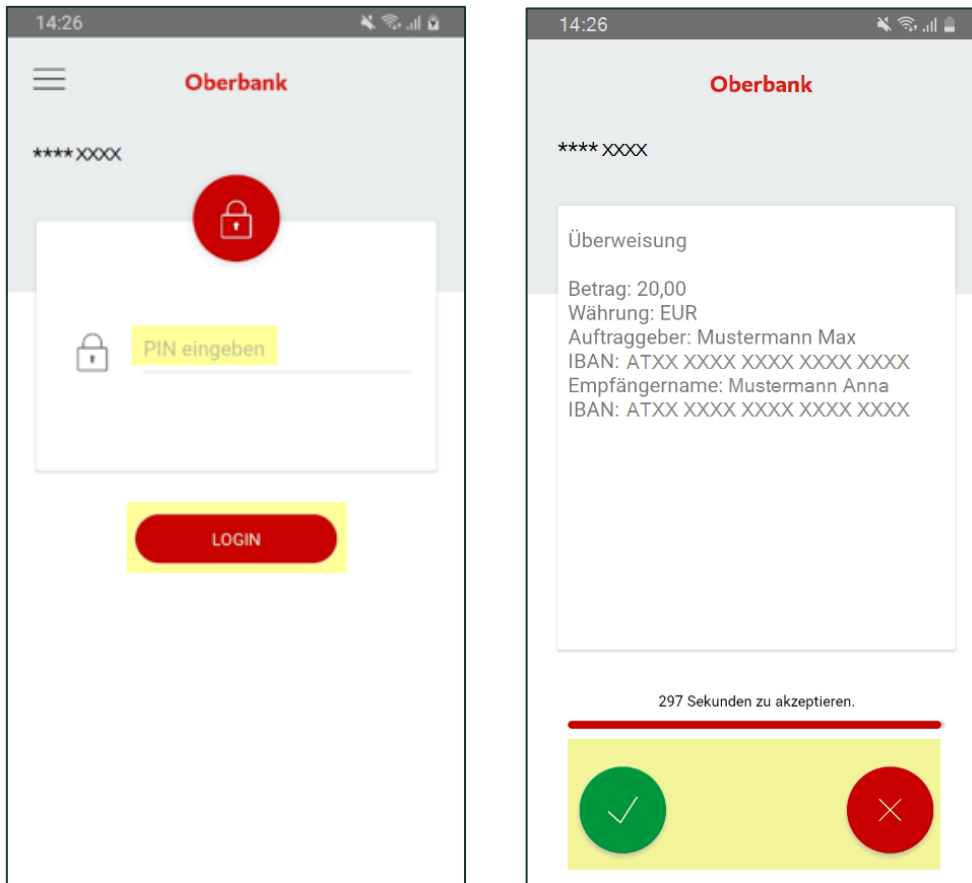 14:26
Oberbank
**** XXXX
PIN eingeben
LOGIN
14:26
Oberbank
**** XXXX
Überweisung
Betrag: 20,00
Währung: EUR
Auftraggeber: Mustermann Max
IBAN: ATXX XXXX XXXX XXXX XXXX
Empfängername: Mustermann Anna
IBAN: ATXX XXXX XXXX XXXX XXXX
297 Sekunden zu akzeptieren.